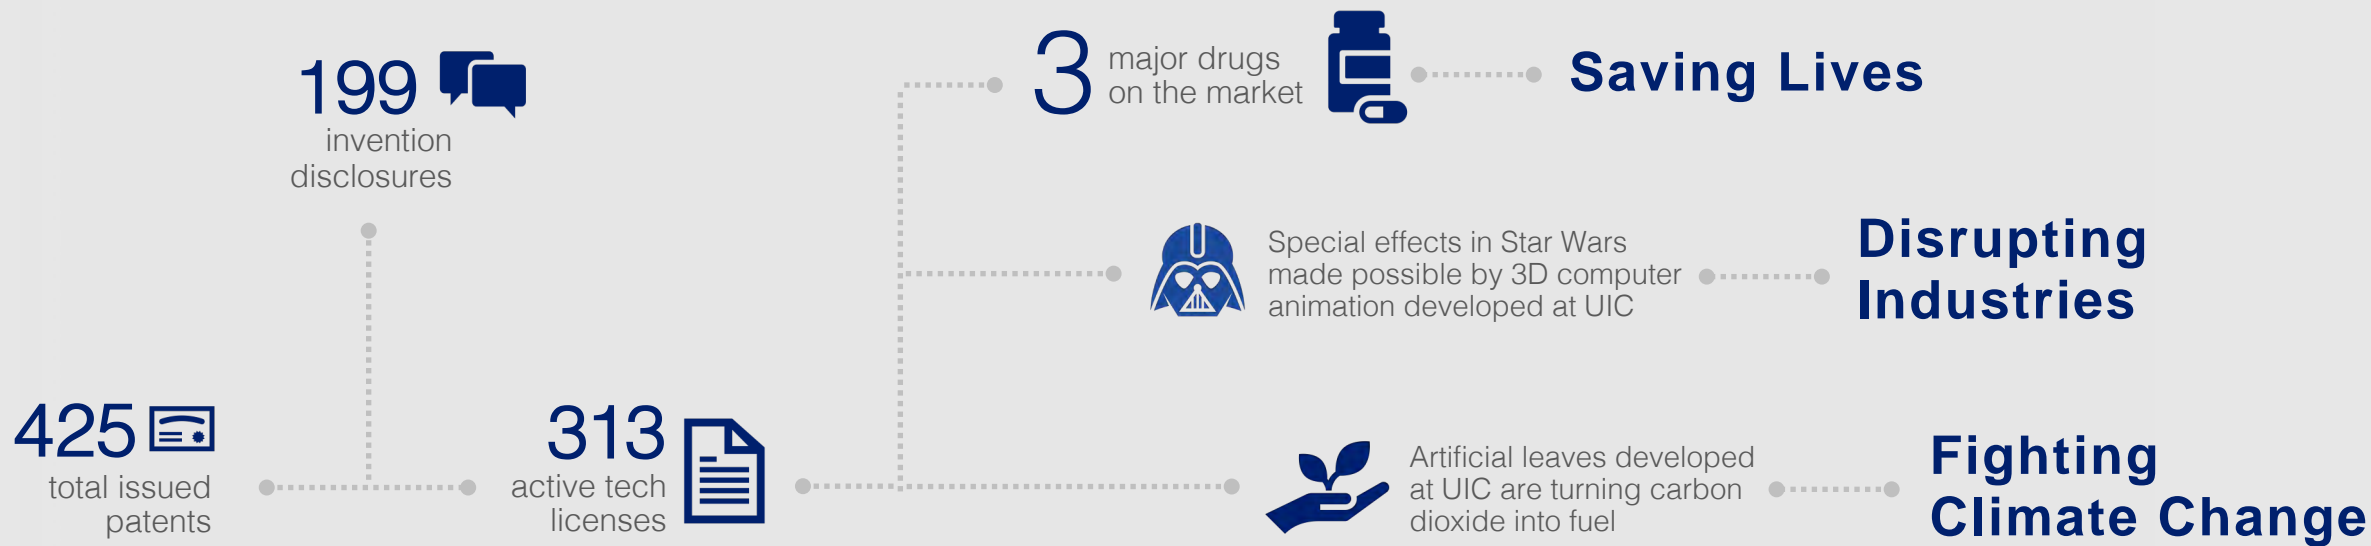 199
invention
disclosures
425
total issued
patents
313
active tech
licenses
3
major drugs
on the market
Saving Lives
Special effects in Star Wars
made possible by 3D computer
animation developed at UIC
Disrupting
Industries
Artificial leaves developed
at UIC are turning carbon
dioxide into fuel
Fighting
Climate Change